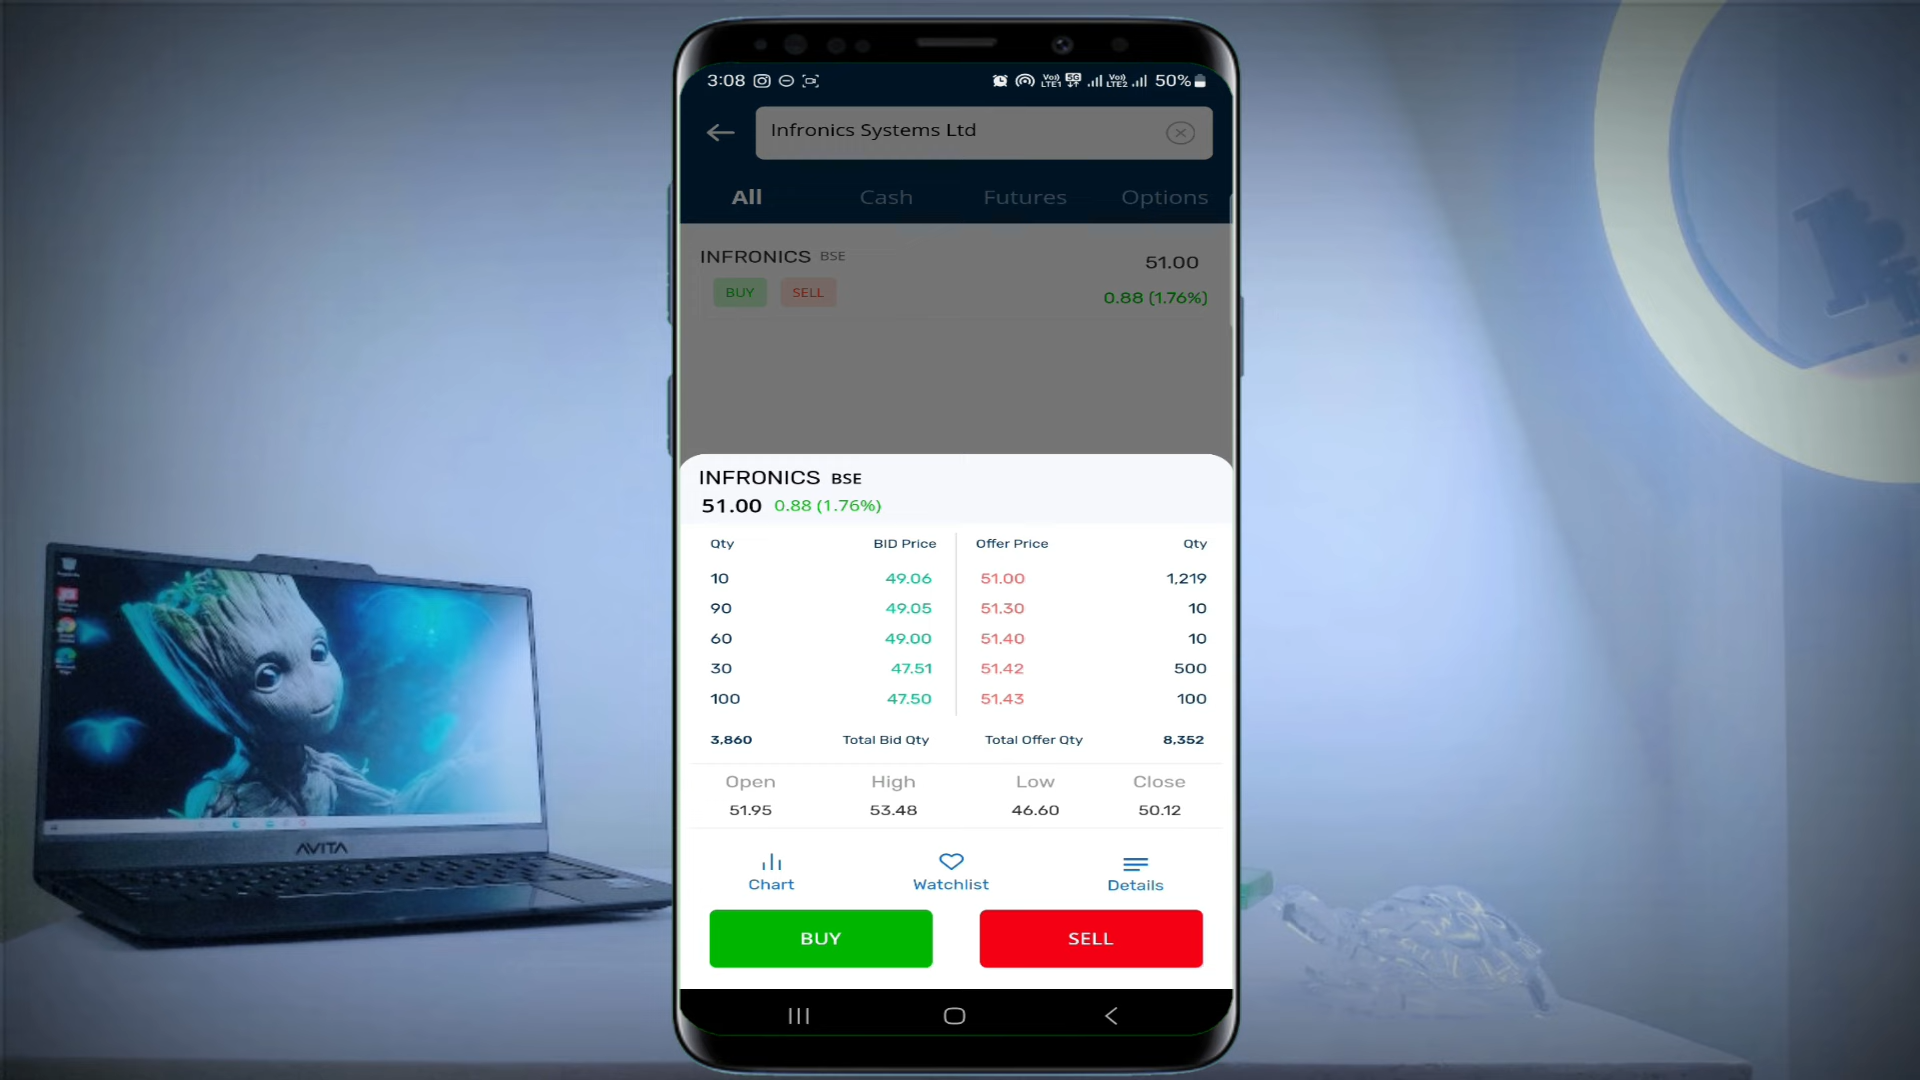 3:08 50%
Infronics Systems Ltd
All Cash Futures Options
INFRONICS BSE 51.00
BUY SELL 0.88 (1.76%)
INFRONICS BSE
51.00 0.88 (1.76%)
Qty BID Price Offer Price Qty
10 49.06 51.00 1,219
90 49.05 51.30 10
60 49.00 51.40 10
30 47.51 51.42 500
100 47.50 51.43 100
3,860 Total Bid Qty Total Offer Qty 8,352
Open High Low Close
51.95 53.48 46.60 50.12
Chart Watchlist Details
BUY SELL
AVITA